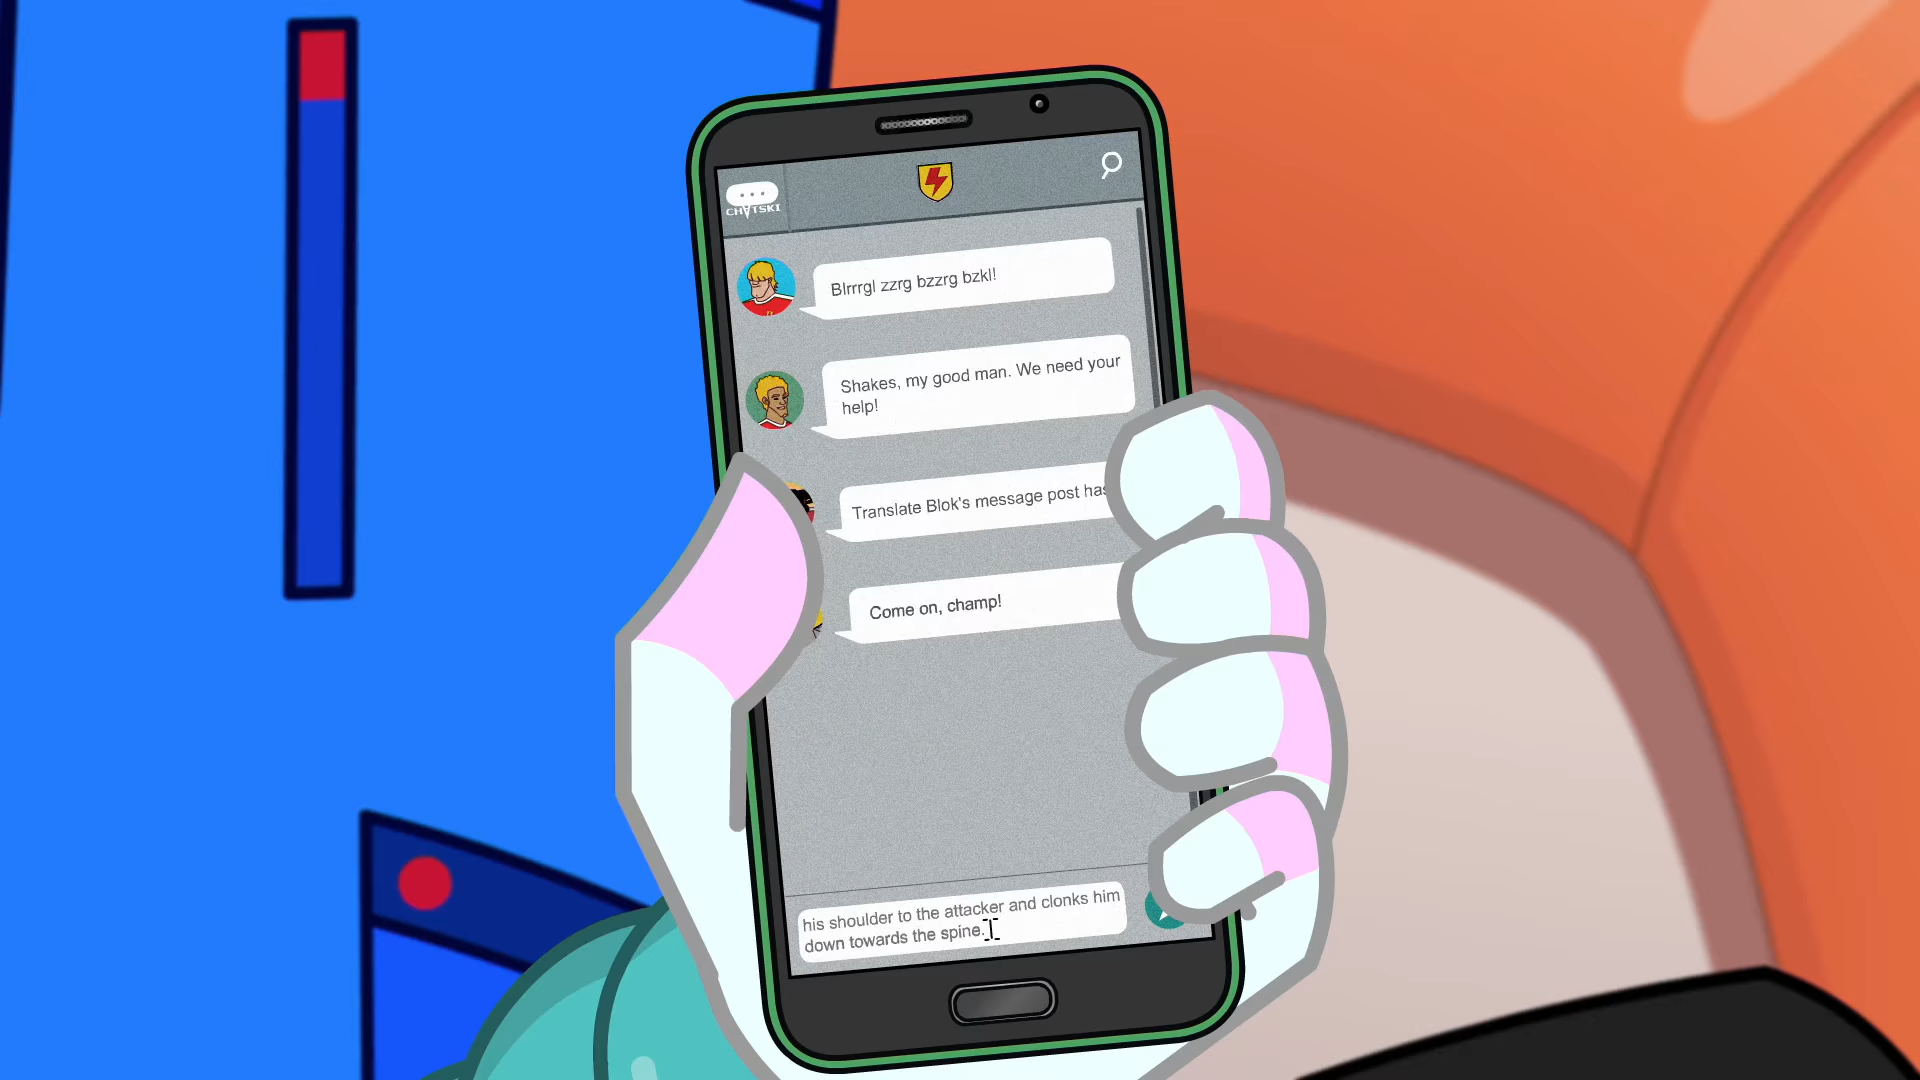 CHATSKI
Blrrrgl zzrg bzzrg bzkl!
Shakes, my good man. We need your
help!
Translate Blok's message post has
Come on, champ!
his shoulder to the attacker and clonks him
down towards the spine.